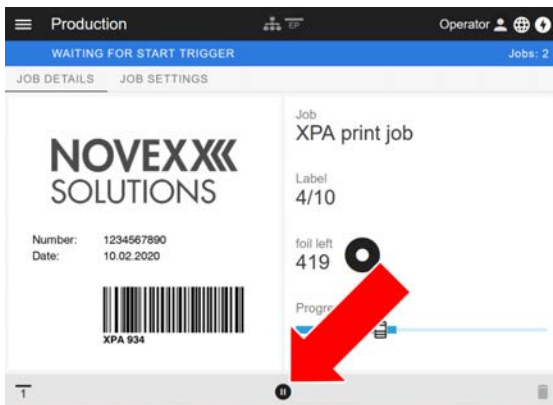 Production
EP
Operator
WAITING FOR START TRIGGER
Jobs: 2
JOB DETAILS
JOB SETTINGS
NOVEXX
SOLUTIONS
Number: 1234567890
Date: 10.02.2020
XPA 934
Job
XPA print job
Label
4/10
foil left
419
1